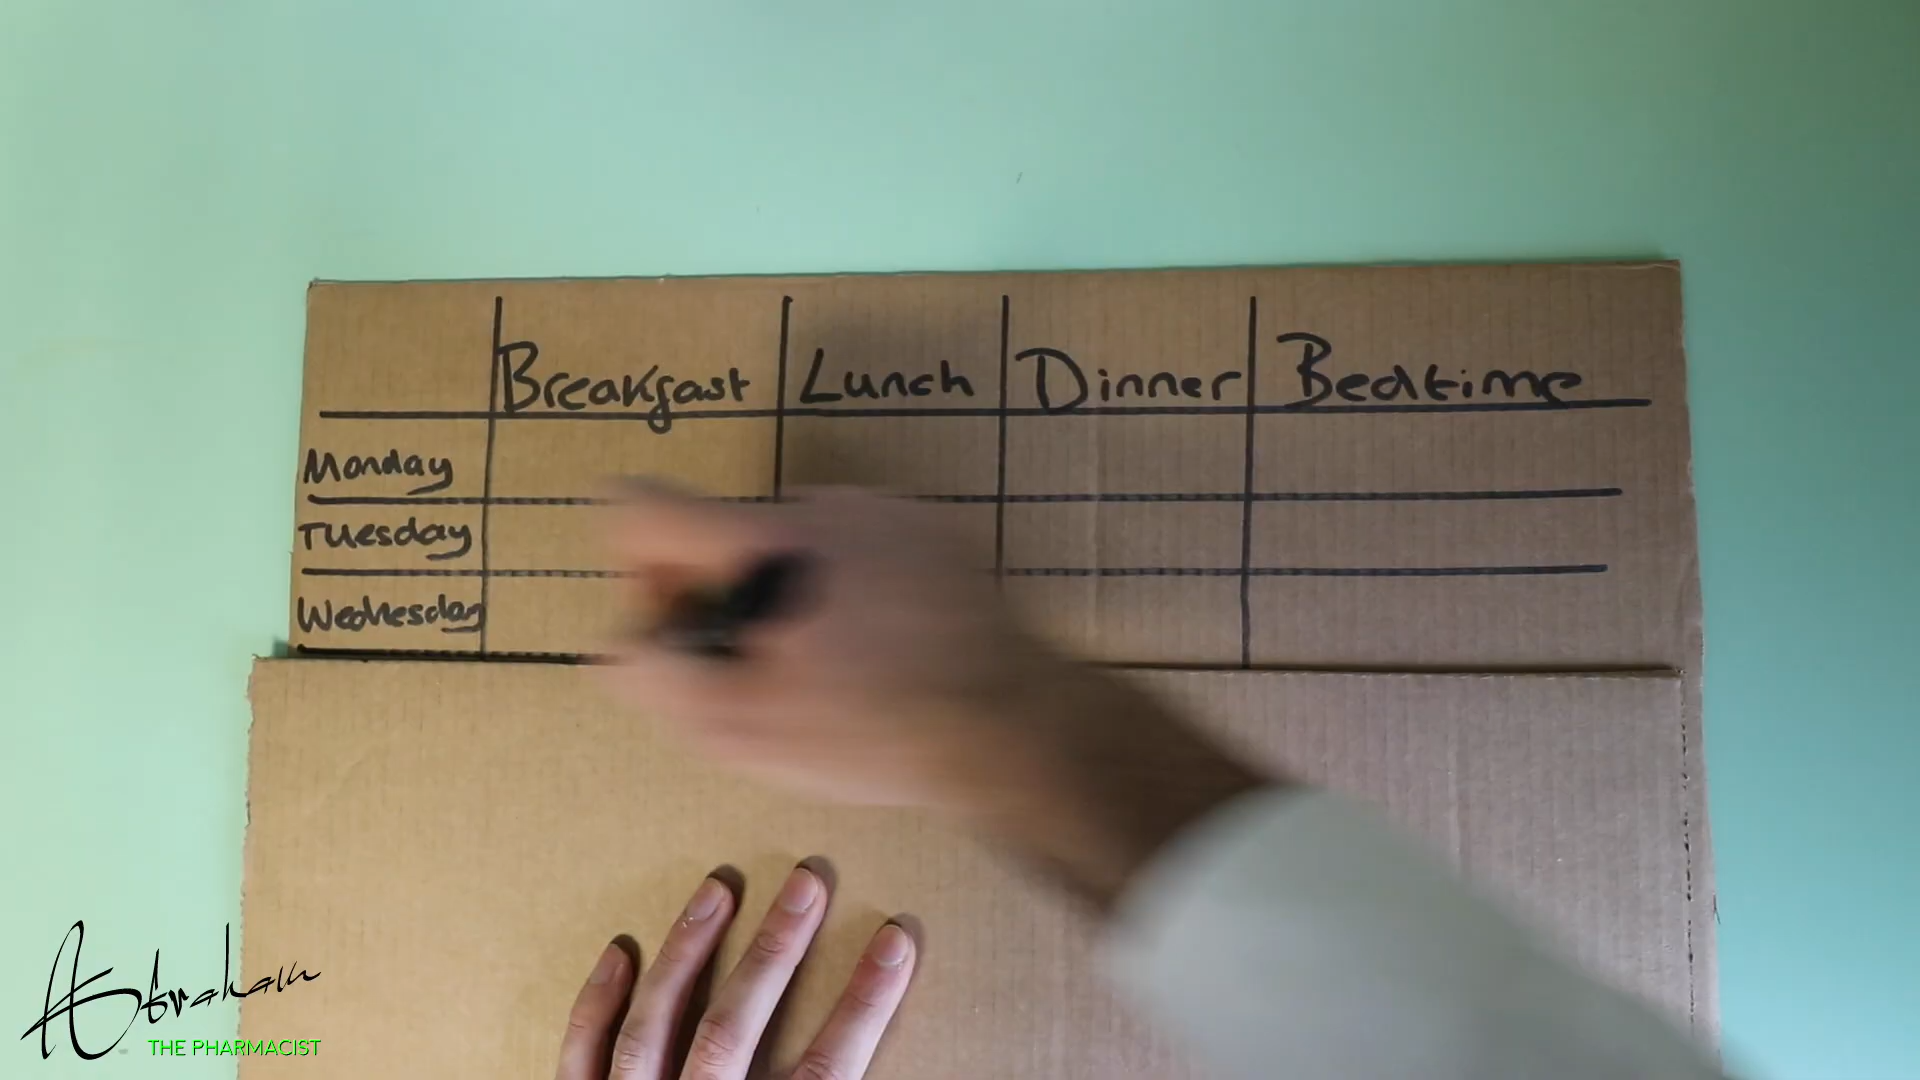 Breakfast Lunch Dinner Bedtime
Monday
Tuesday
Wednesday
Abraham
THE PHARMACIST